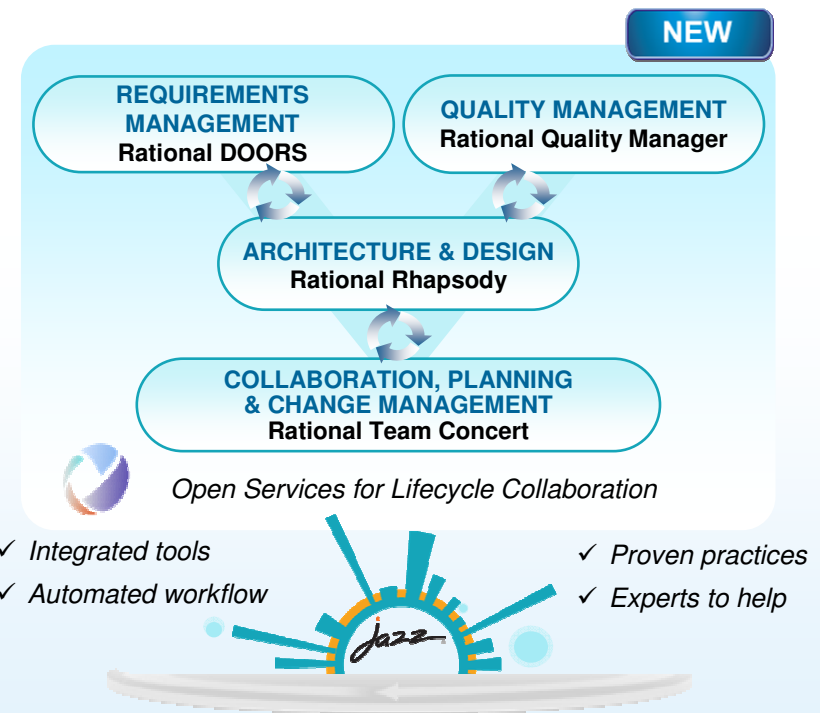 NEW
REQUIREMENTS
MANAGEMENT
Rational DOORS
QUALITY MANAGEMENT
Rational Quality Manager
ARCHITECTURE & DESIGN
Rational Rhapsody
COLLABORATION, PLANNING
& CHANGE MANAGEMENT
Rational Team Concert
Open Services for Lifecycle Collaboration
✓ Integrated tools
✓ Automated workflow
✓ Proven practices
✓ Experts to help
jazz